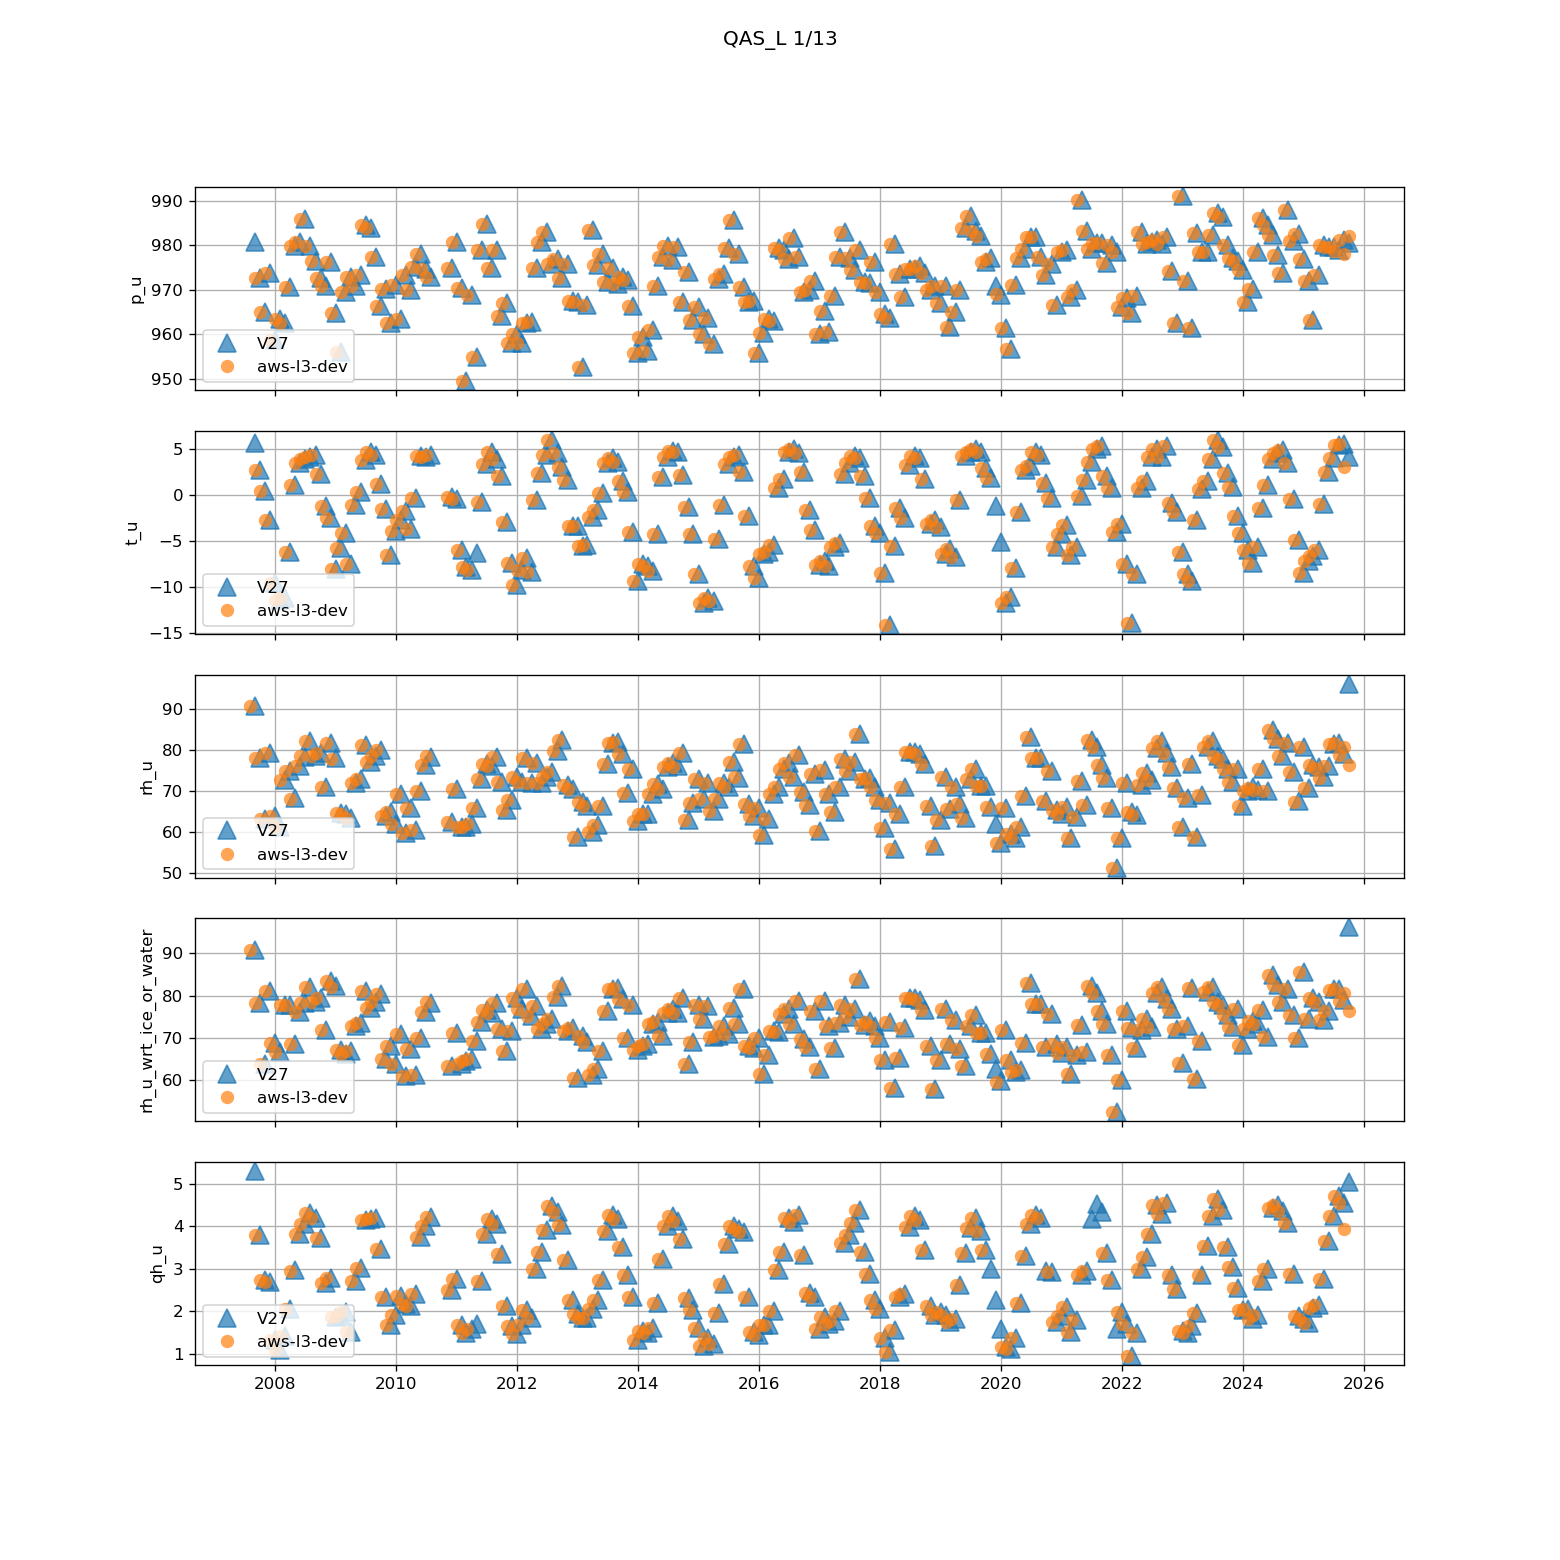 QAS_L 1/13
990
980
970
960
950
p_u
V27
aws-l3-dev
5
0
−5
−10
−15
t_u
V27
aws-l3-dev
90
80
70
60
50
rh_u
V27
aws-l3-dev
90
80
70
60
rh_u_wrt_ice_or_water
V27
aws-l3-dev
5
4
3
2
1
qh_u
V27
aws-l3-dev
2008 2010 2012 2014 2016 2018 2020 2022 2024 2026